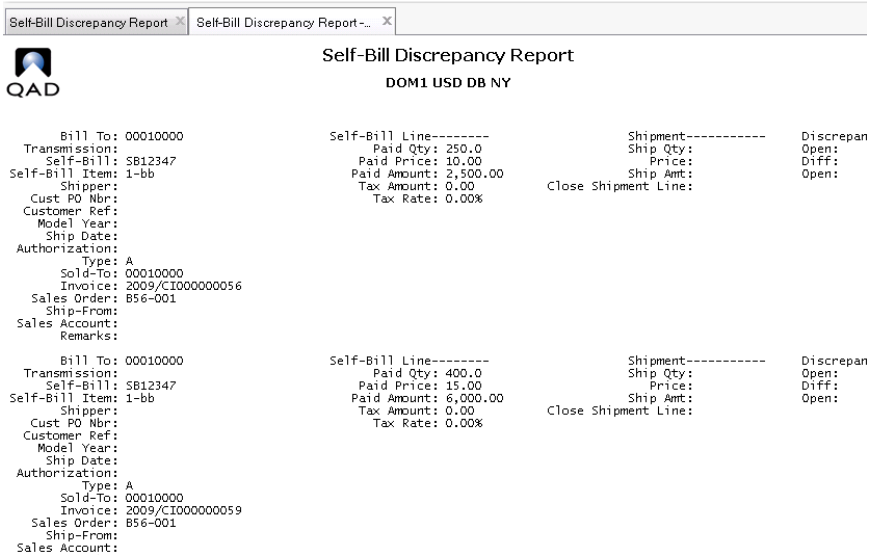 Self-Bill Discrepancy Report Self-Bill Discrepancy Report -...
QAD
Self-Bill Discrepancy Report
DOM1 USD DB NY
Bill To: 00010000 Self-Bill Line-------- Shipment----------- Discrepan
Transmission: Paid Qty: 250.0 Ship Qty: Open:
Self-Bill: SB12347 Paid Price: 10.00 Price: Diff:
Self-Bill Item: 1-bb Paid Amount: 2,500.00 Ship Amt: Open:
Shipper: Tax Amount: 0.00 Close Shipment Line:
Cust PO Nbr: Tax Rate: 0.00%
Customer Ref:
Model Year:
Ship Date:
Authorization:
Type: A
Sold-To: 00010000
Invoice: 2009/CI000000056
Sales Order: B56-001
Ship-From:
Sales Account:
Remarks:
Bill To: 00010000 Self-Bill Line-------- Shipment----------- Discrepan
Transmission: Paid Qty: 400.0 Ship Qty: Open:
Self-Bill: SB12347 Paid Price: 15.00 Price: Diff:
Self-Bill Item: 1-bb Paid Amount: 6,000.00 Ship Amt: Open:
Shipper: Tax Amount: 0.00 Close Shipment Line:
Cust PO Nbr: Tax Rate: 0.00%
Customer Ref:
Model Year:
Ship Date:
Authorization:
Type: A
Sold-To: 00010000
Invoice: 2009/CI000000059
Sales Order: B56-001
Ship-From:
Sales Account: